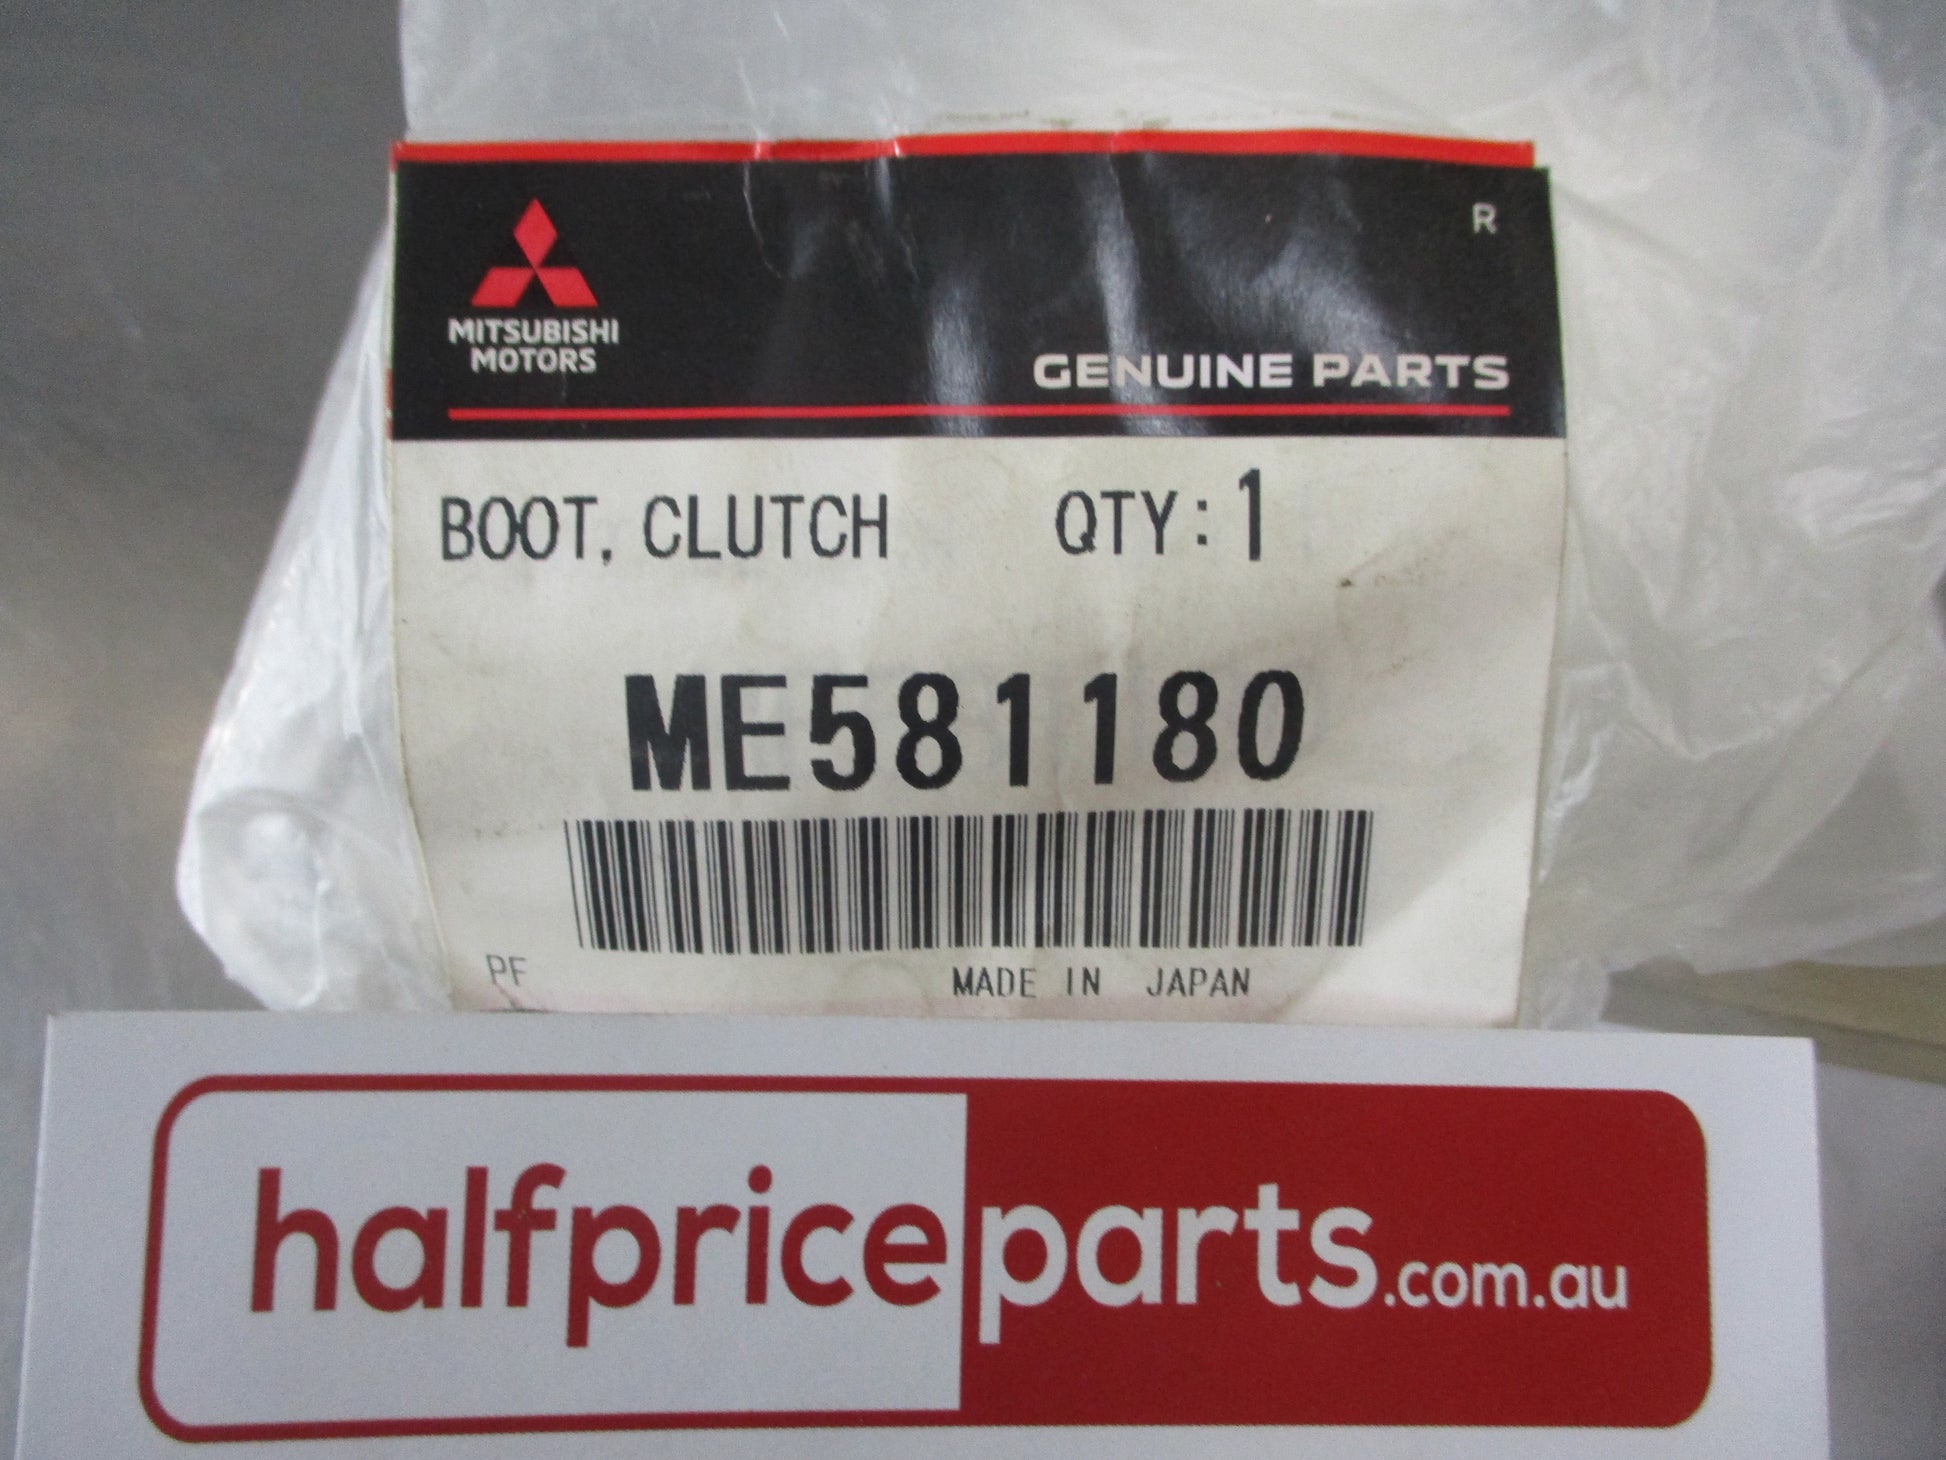 R
MITSUBISHI
MOTORS
GENUINE PARTS
BOOT, CLUTCH QTY: 1
ME581180
PF
MADE IN JAPAN
halfpriceparts.com.au